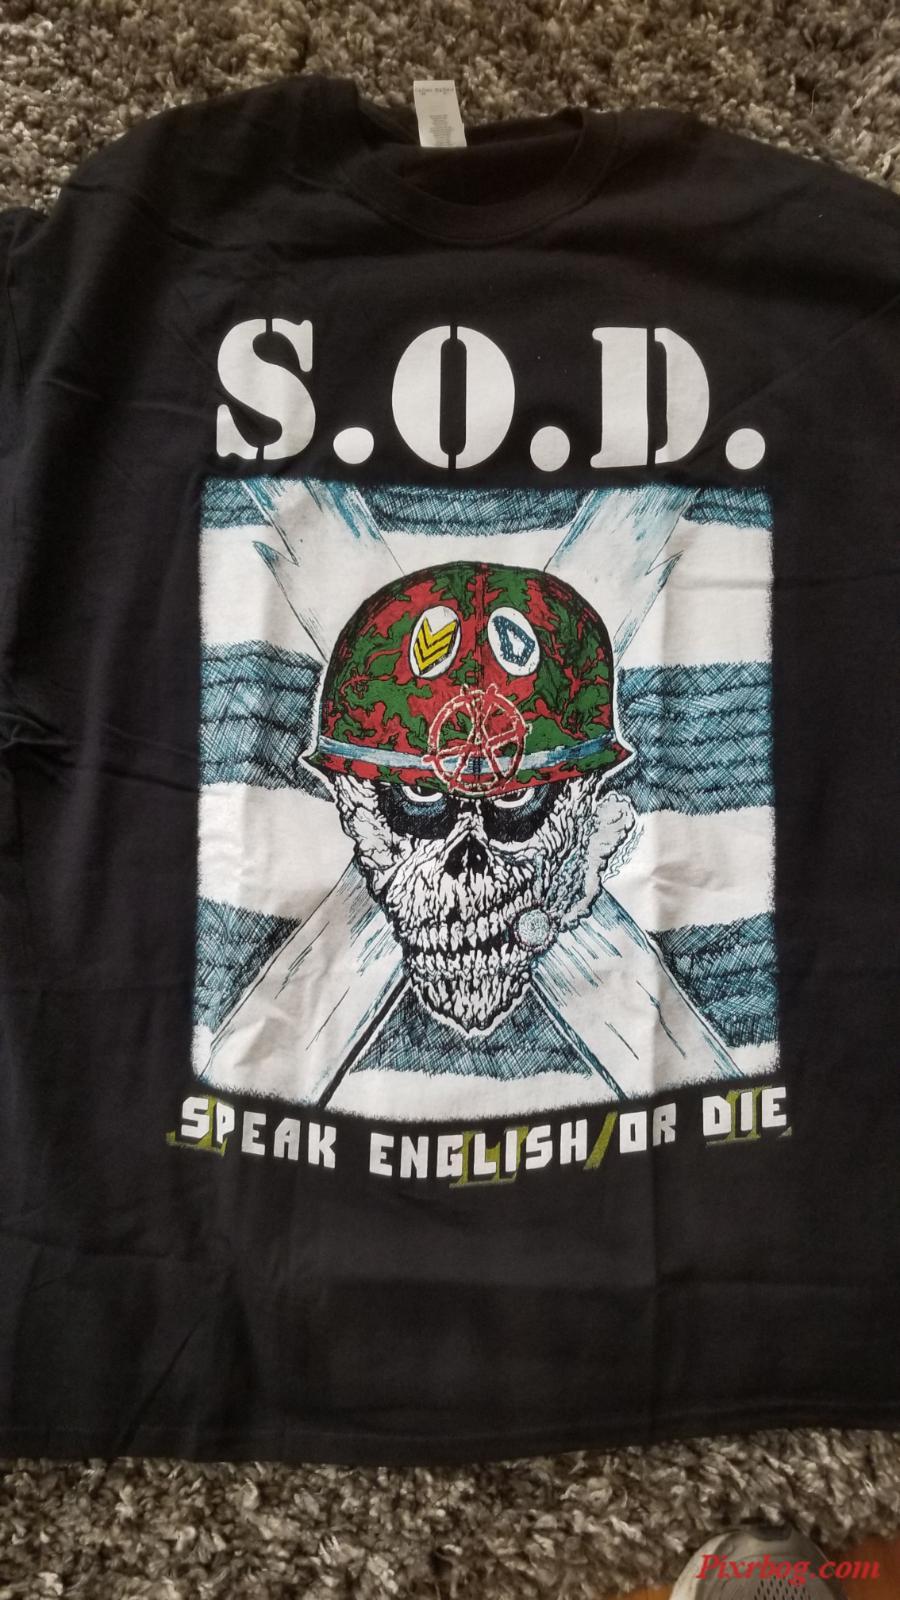 S.O.D.
SPEAK ENGLISH/OR DIE
Pixrbog.com